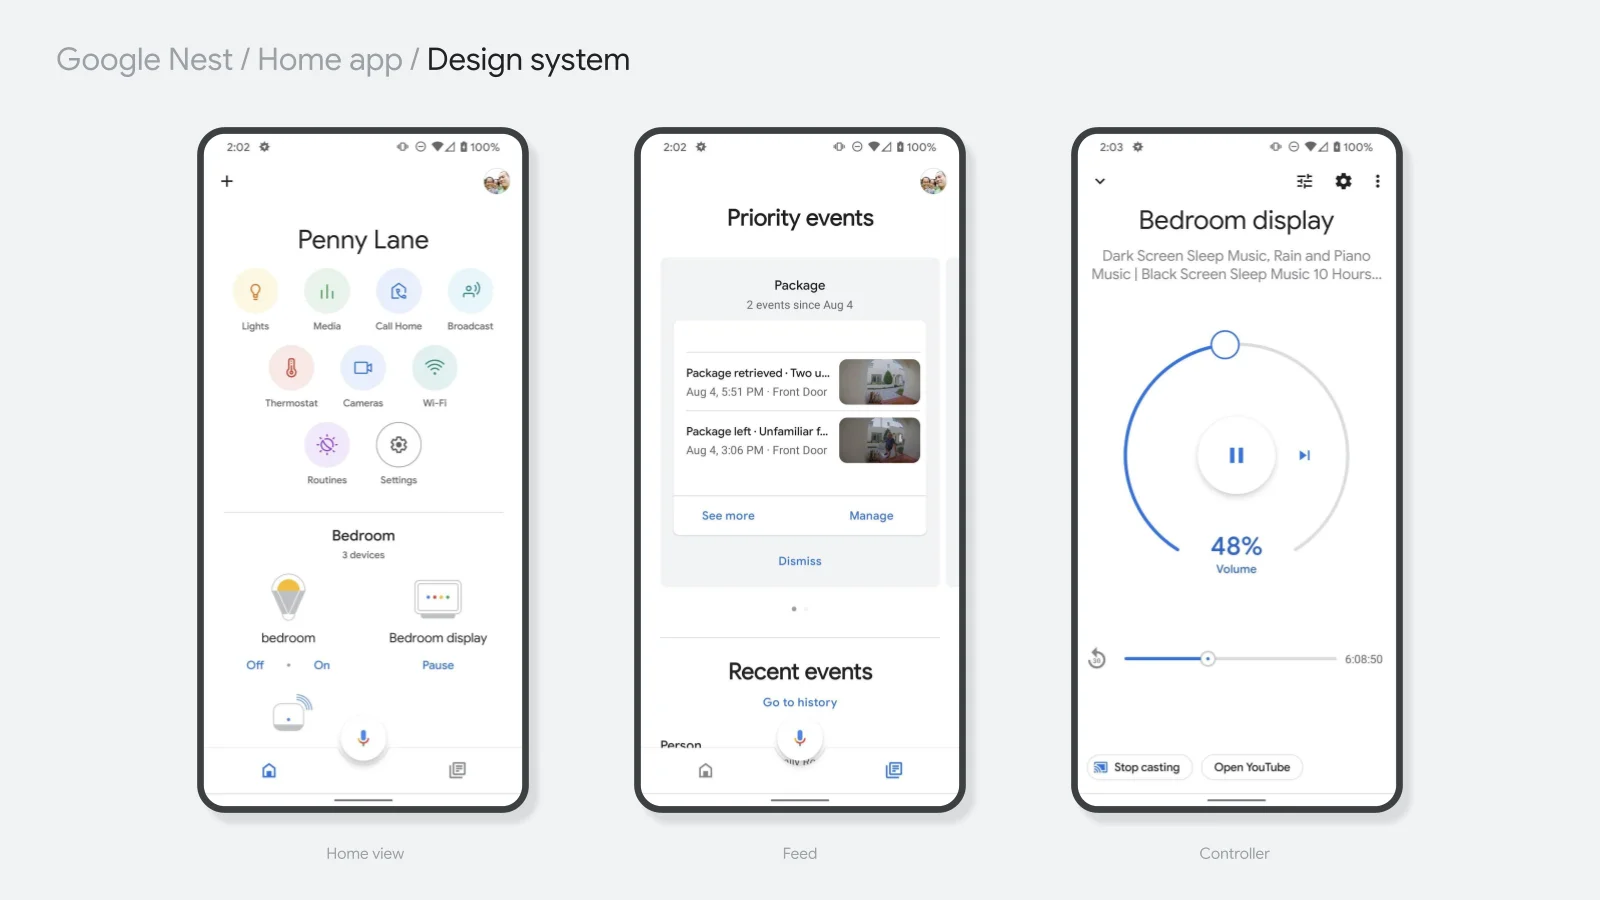 Google Nest / Home app / Design system
2:02
100%
Penny Lane
Lights
Media
Call Home
Broadcast
Thermostat
Cameras
Wi-Fi
Routines
Settings
Bedroom
3 devices
bedroom
Bedroom display
Off • On
Pause
Home view
2:02
100%
Priority events
Package
2 events since Aug 4
Package retrieved · Two u...
Aug 4, 5:51 PM · Front Door
Package left · Unfamiliar f...
Aug 4, 3:06 PM · Front Door
See more
Manage
Dismiss
Recent events
Go to history
Person
Feed
2:03
100%
Bedroom display
Dark Screen Sleep Music, Rain and Piano
Music | Black Screen Sleep Music 10 Hours...
48%
Volume
30
6:08:50
Stop casting
Open YouTube
Controller